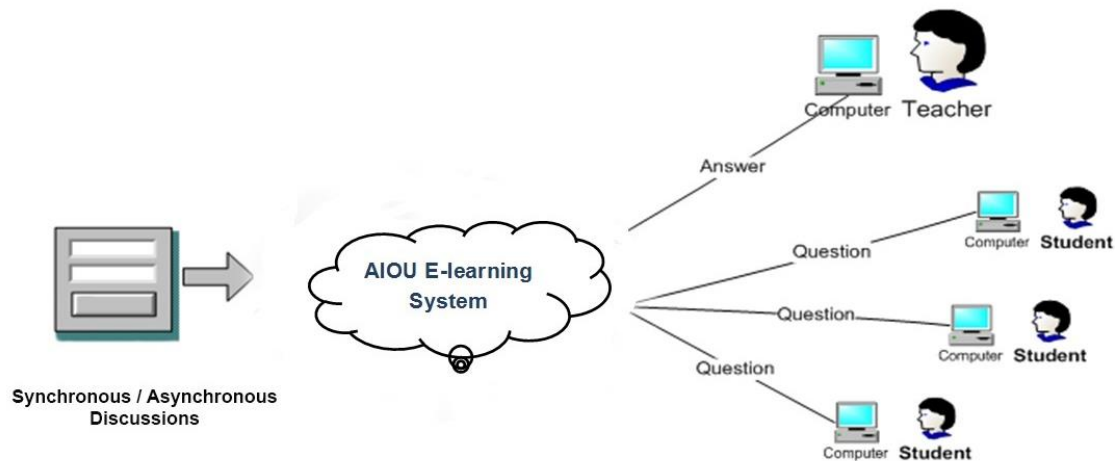 Computer Teacher
Answer
Question
Computer Student
AIOU E-learning
System
Question
Computer Student
Question
Computer Student
Synchronous / Asynchronous
Discussions